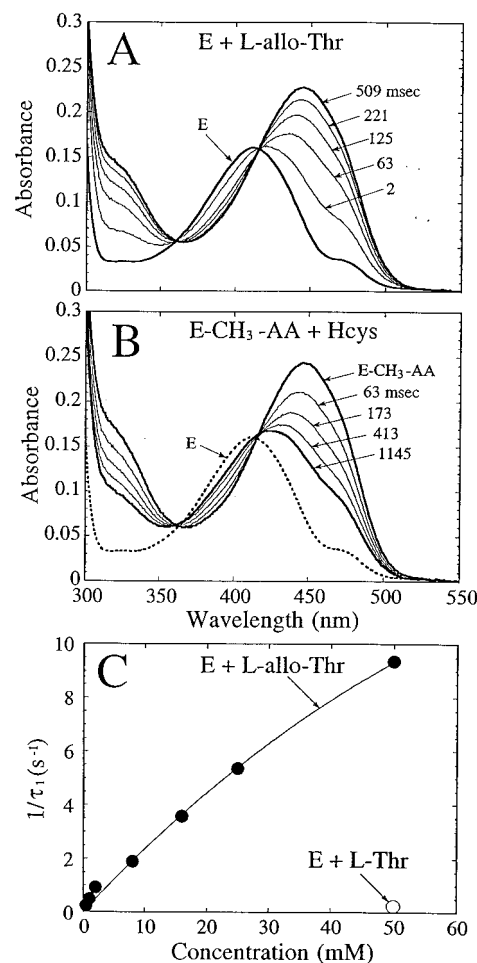 0.3
0.25
0.2
0.15
0.1
0.05
0
Absorbance
A
E + L-allo-Thr
E
509 msec
221
125
63
2
0.3
0.25
0.2
0.15
0.1
0.05
0
Absorbance
B
E-CH₃-AA + Hcys
E-CH₃-AA
E
63 msec
173
413
1145
300 350 400 450 500 550
Wavelength (nm)
10
8
6
4
2
0
1/τ₁(s⁻¹)
C
E + L-allo-Thr
E + L-Thr
0 10 20 30 40 50 60
Concentration (mM)